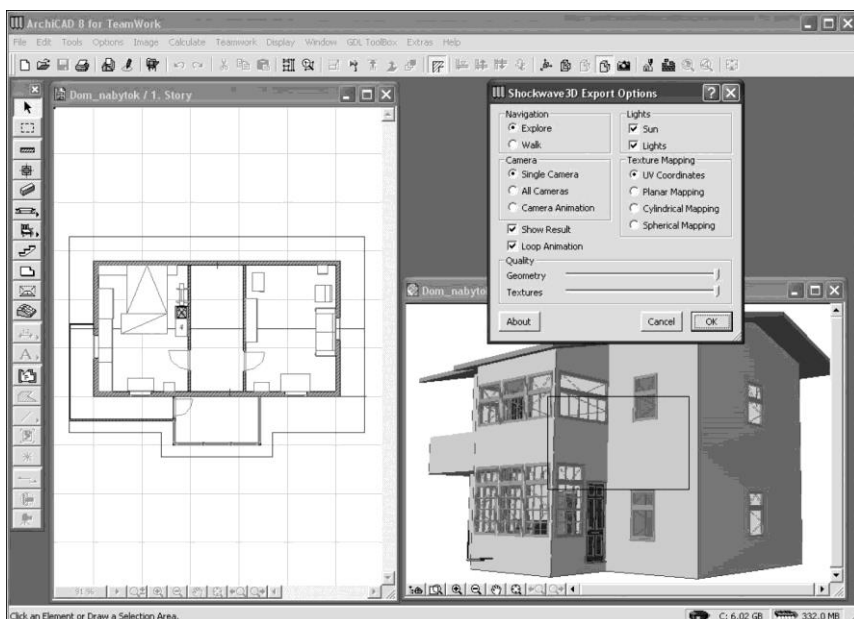 ArchiCAD 8 for TeamWork
File Edit Tools Options Image Calculate Teamwork Display Window GDL ToolBox Extras Help
Dom_nabytok / 1. Story
Shockwave3D Export Options
Navigation
Explore
Walk
Lights
Sun
Lights
Camera
Single Camera
All Cameras
Camera Animation
Texture Mapping
UV Coordinates
Planar Mapping
Cylindrical Mapping
Spherical Mapping
Show Result
Loop Animation
Quality
Geometry
Textures
About Cancel OK
Dom_nabytok
Click an Element or Draw a Selection Area.
C: 6.02 GB 332.0 MB